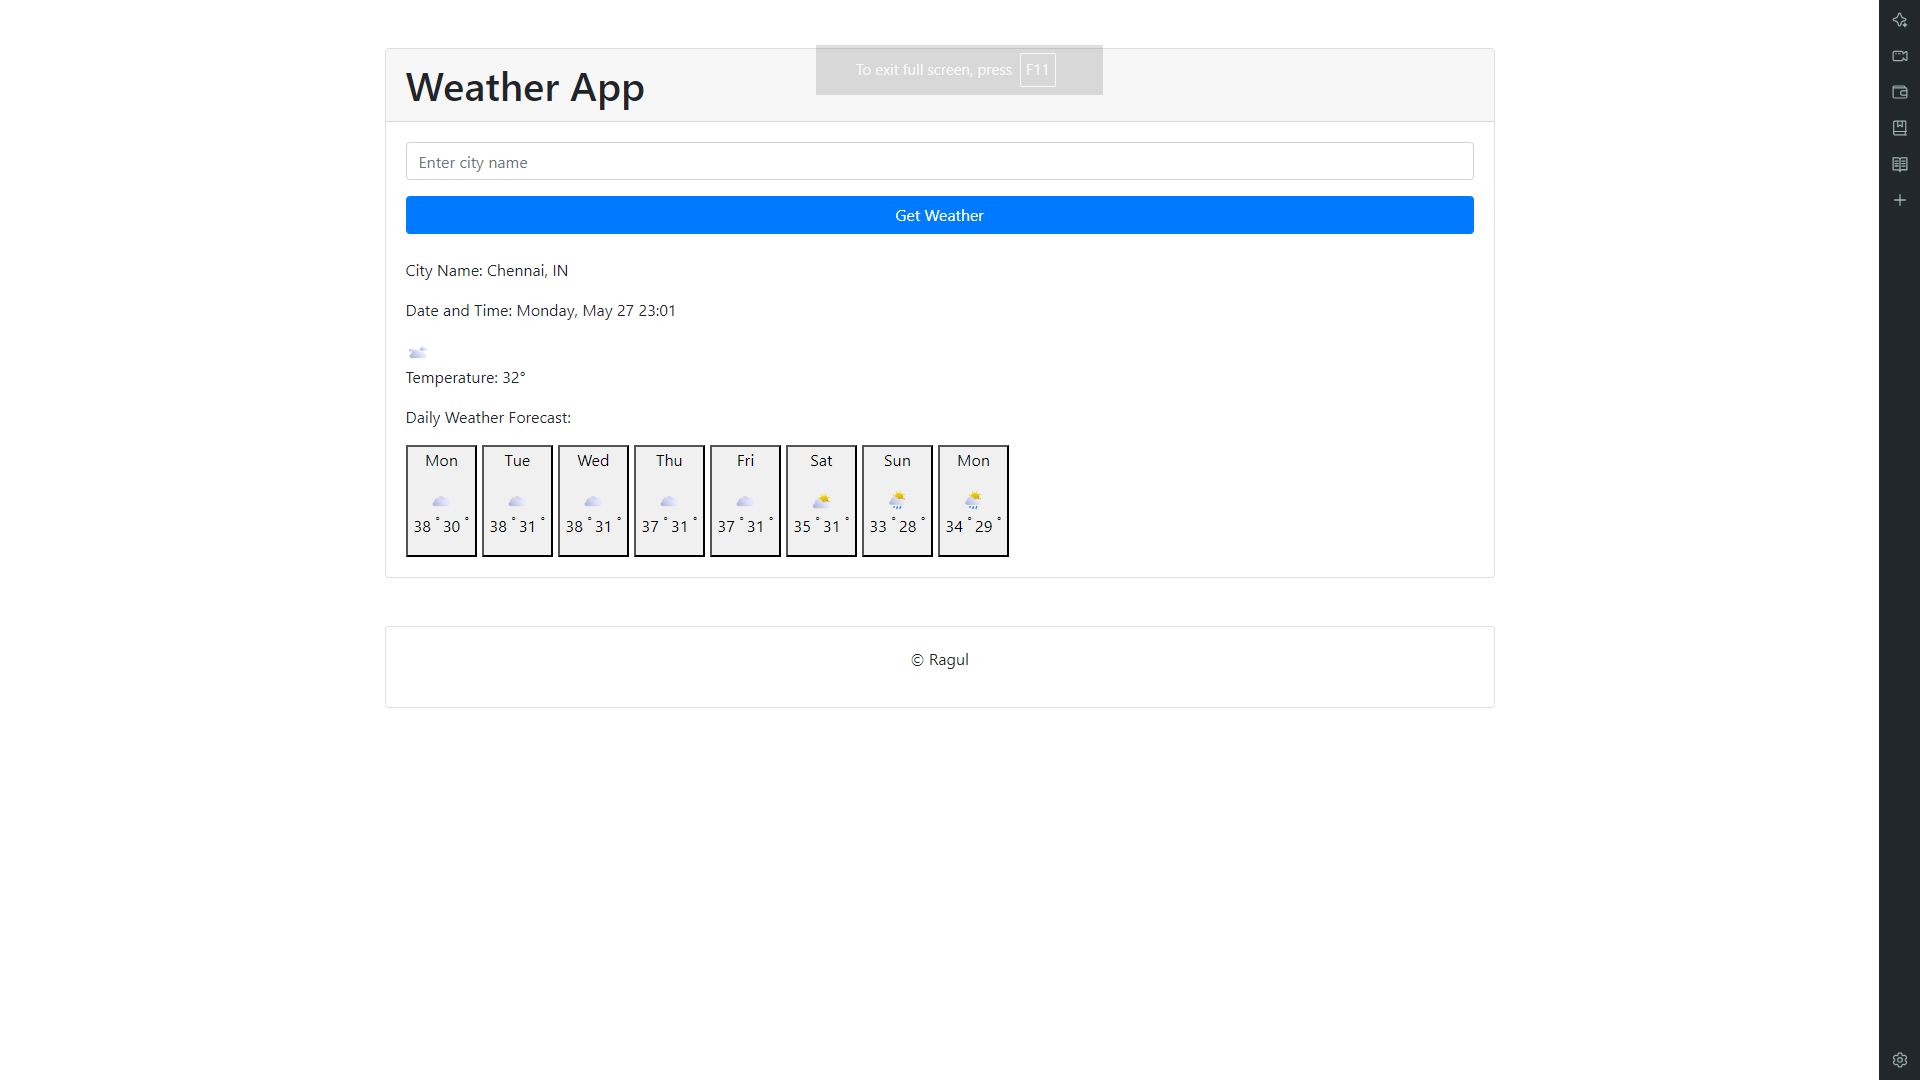 To exit full screen, press F11
Weather App
Enter city name
Get Weather
City Name: Chennai, IN
Date and Time: Monday, May 27 23:01
Temperature: 32°
Daily Weather Forecast:
Mon Tue Wed Thu Fri Sat Sun Mon
38 ° 30 ° 38 ° 31 ° 38 ° 31 ° 37 ° 31 ° 37 ° 31 ° 35 ° 31 ° 33 ° 28 ° 34 ° 29 °
© Ragul